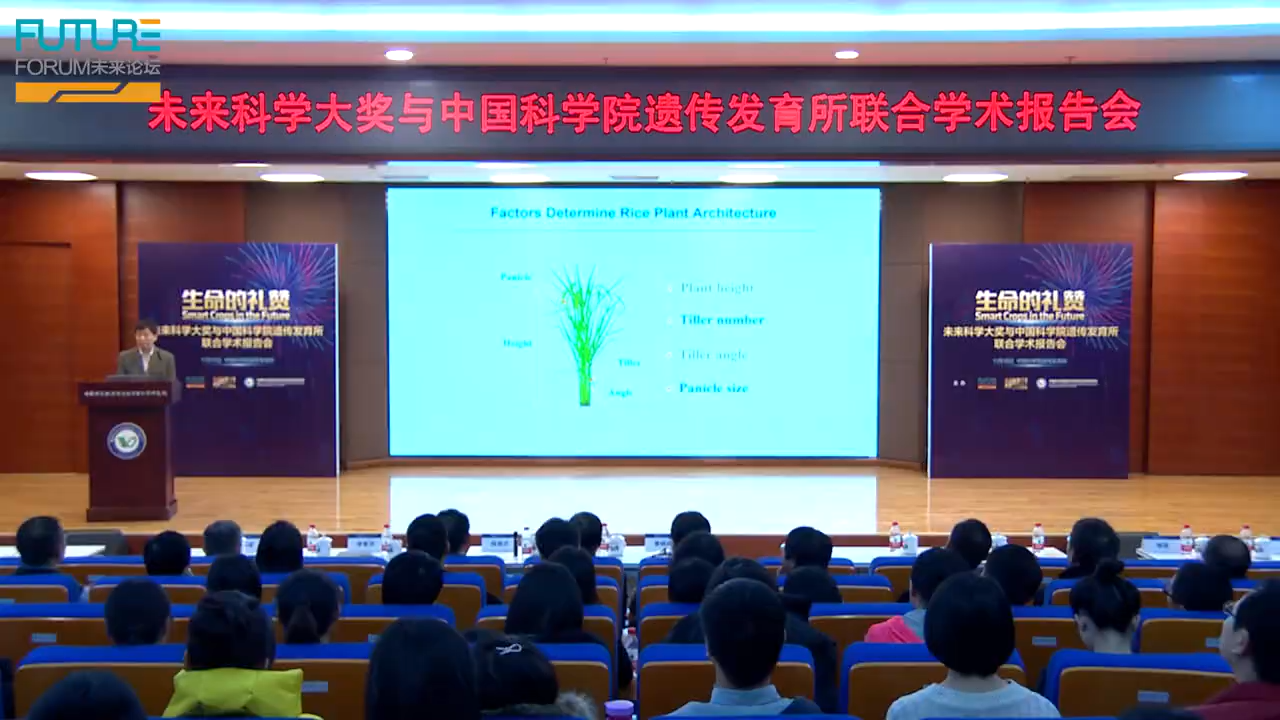 FUTURE
FORUM未来论坛
未来科学大奖与中国科学院遗传发育所联合学术报告会
Factors Determine Rice Plant Architecture
Panicle
Height
Tiller
Angle
Plant height
Tiller number
Tiller angle
Panicle size
生命的礼赞
Smart Crops in the Future
未来科学大奖与中国科学院遗传发育所
联合学术报告会
生命的礼赞
Smart Crops in the Future
未来科学大奖与中国科学院遗传发育所
联合学术报告会